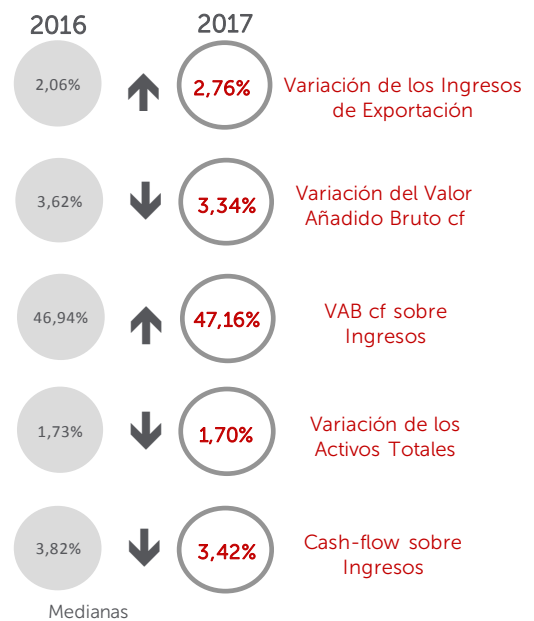 2016
2017
2,06%
2,76%
Variación de los Ingresos
de Exportación
3,62%
3,34%
Variación del Valor
Añadido Bruto cf
46,94%
47,16%
VAB cf sobre
Ingresos
1,73%
1,70%
Variación de los
Activos Totales
3,82%
3,42%
Cash-flow sobre
Ingresos
Medianas